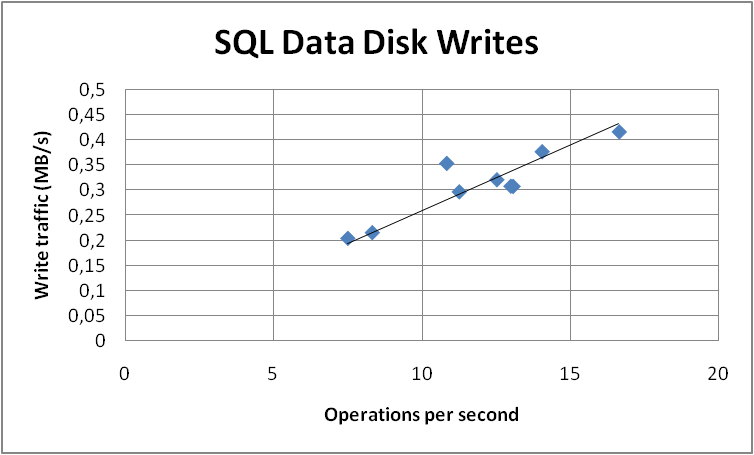 SQL Data Disk Writes
0,5
0,45
0,4
0,35
0,3
0,25
0,2
0,15
0,1
0,05
0
Write traffic (MB/s)
0 5 10 15 20
Operations per second